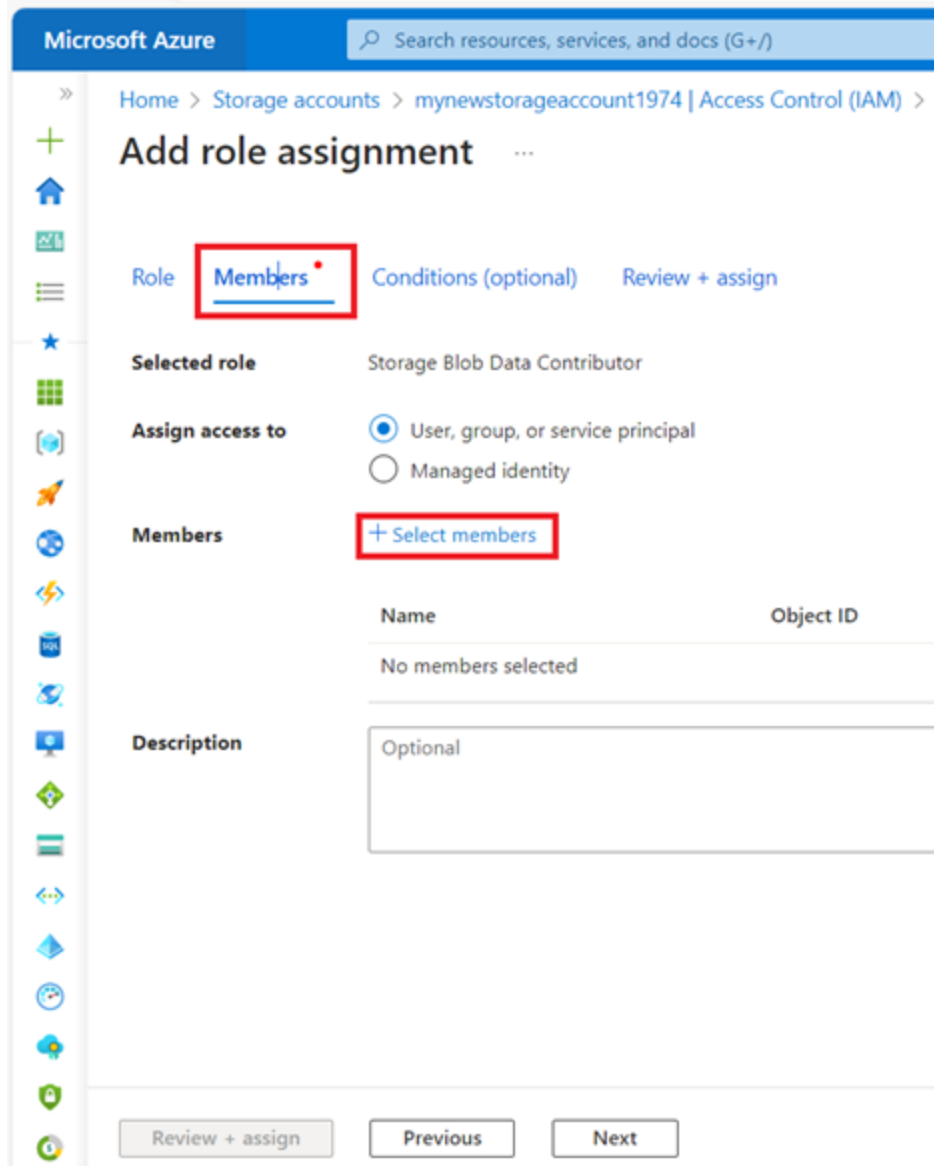 Microsoft Azure
Search resources, services, and docs (G+/)
Home > Storage accounts > mynewstorageaccount1974 | Access Control (IAM) >
Add role assignment ...
Role Members Conditions (optional) Review + assign
Selected role Storage Blob Data Contributor
Assign access to User, group, or service principal
Managed identity
Members + Select members
Name Object ID
No members selected
Description Optional
Review + assign Previous Next